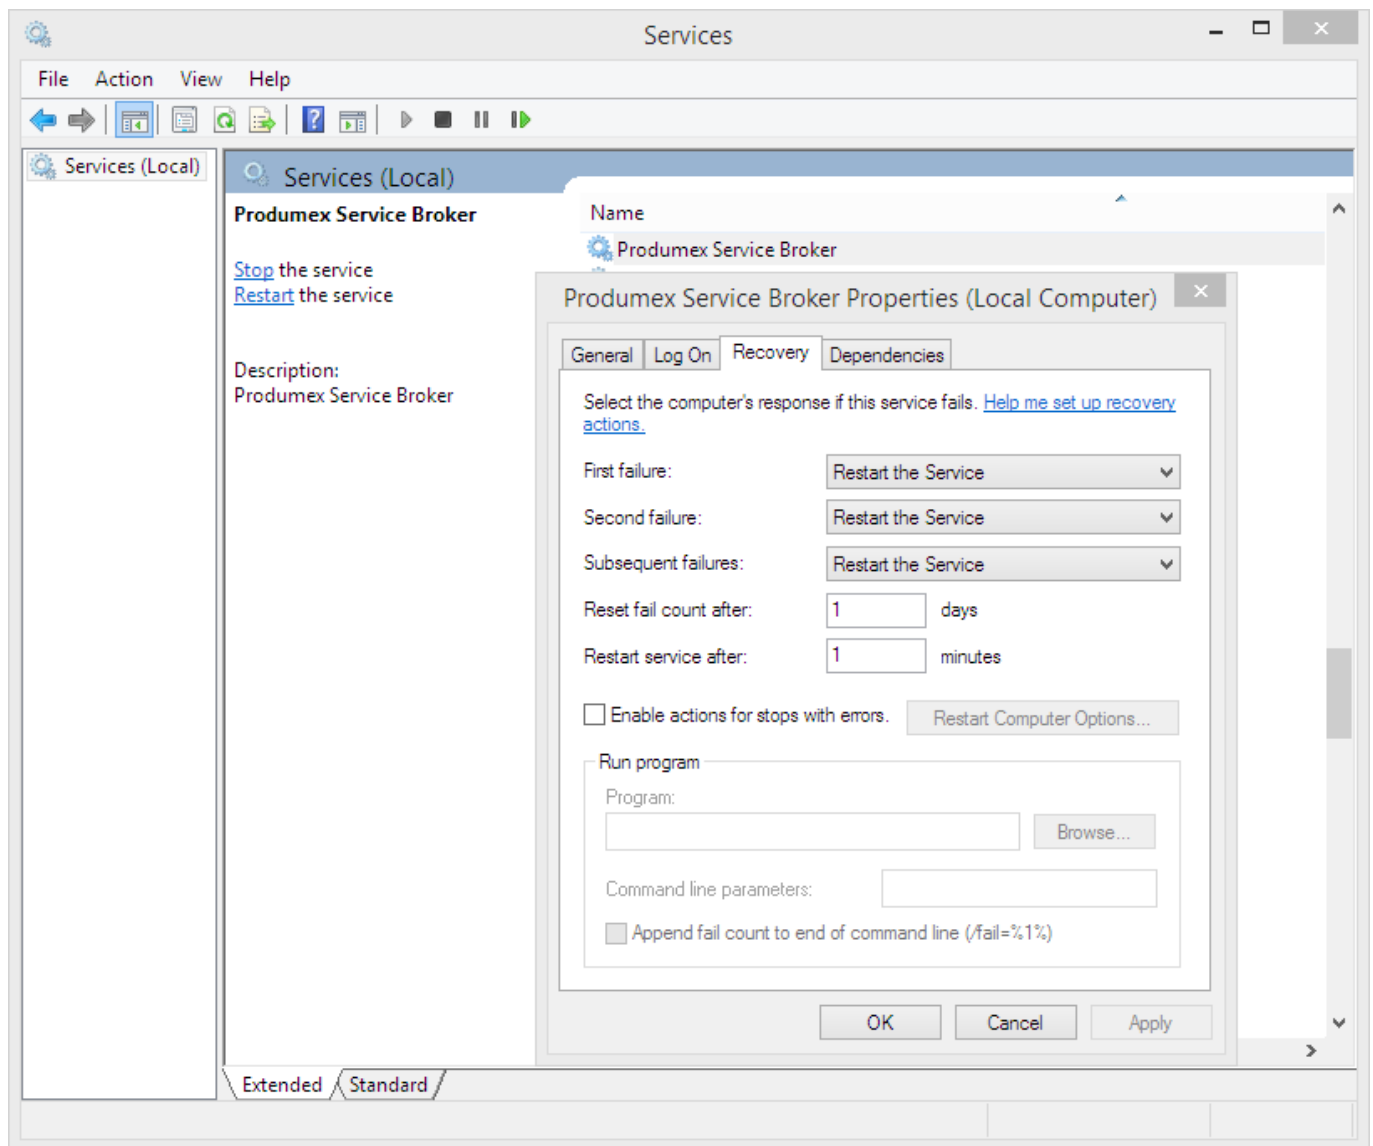 Services
File Action View Help
Services (Local)
Services (Local)
Produmex Service Broker
Stop the service
Restart the service
Description:
Produmex Service Broker
Name
Produmex Service Broker
Produmex Service Broker Properties (Local Computer)
General Log On Recovery Dependencies
Select the computer's response if this service fails. Help me set up recovery
actions.
First failure: Restart the Service
Second failure: Restart the Service
Subsequent failures: Restart the Service
Reset fail count after: 1 days
Restart service after: 1 minutes
Enable actions for stops with errors. Restart Computer Options...
Run program
Program:
Browse...
Command line parameters:
Append fail count to end of command line (/fail=%1%)
OK Cancel Apply
Extended Standard